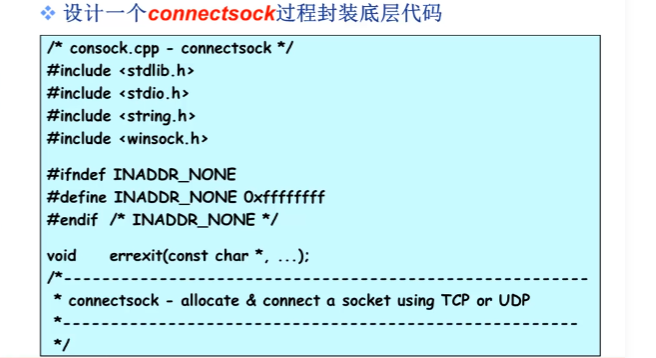 ❖ 设计一个connectsock过程封装底层代码
/* consock.cpp - connectsock */
#include <stdlib.h>
#include <stdio.h>
#include <string.h>
#include <winsock.h>
#ifndef INADDR_NONE
#define INADDR_NONE 0xffffffff
#endif /* INADDR_NONE */
void errexit(const char *, ...);
/*-------------------------------------------------------
* connectsock - allocate & connect a socket using TCP or UDP
*------------------------------------------------------
*/